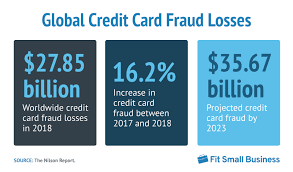 Global Credit Card Fraud Losses
$27.85
billion
Worldwide credit
card fraud losses
in 2018
16.2%
Increase in
credit card
fraud between
2017 and 2018
$35.67
billion
Projected credit
card fraud by
2023
SOURCE: The Nilson Report.
Fit Small Business